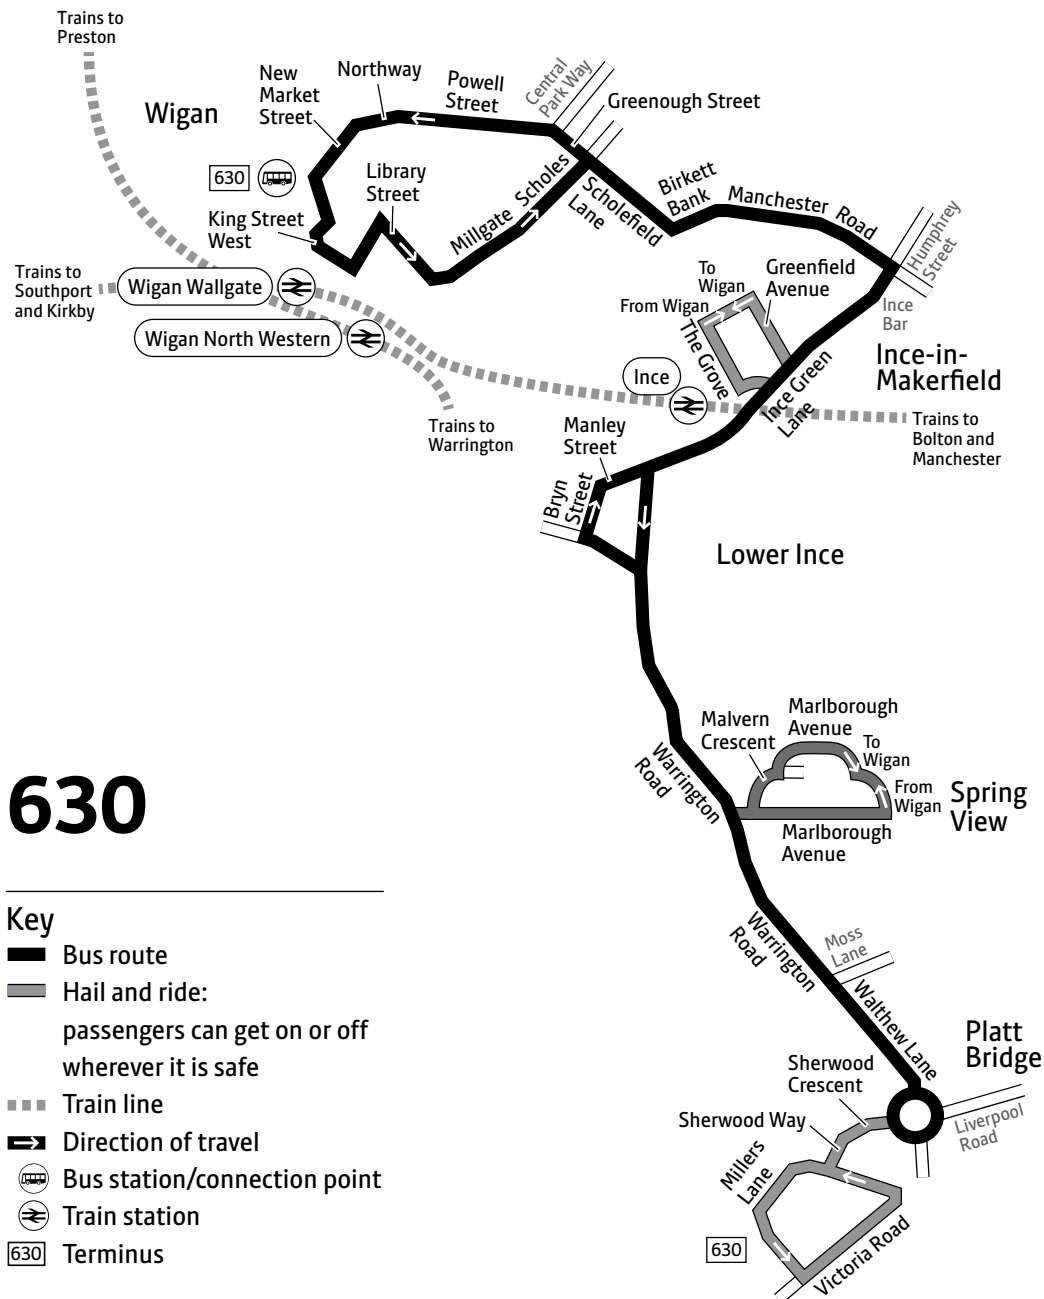 Trains to
Preston
Wigan
New
Market
Street
Northway
Powell
Street
Central
Park Way
Greenough Street
630
Library
Street
King Street
West
Millgate
Scholes
Scholefield
Lane
Birkett
Bank
Manchester Road
Humphrey
Street
Ince
Bar
Trains to
Southport
and Kirkby
Wigan Wallgate
Wigan North Western
To
Wigan
From Wigan
Greenfield
Avenue
The Grove
Ince Green
Lane
Ince-in-
Makerfield
Ince
Trains to
Warrington
Trains to
Bolton and
Manchester
Manley
Street
Bryn
Street
Lower Ince
Malvern
Crescent
Marlborough
Avenue
To
Wigan
From
Wigan
Spring
View
Marlborough
Avenue
Warrington
Road
Warrington
Road
Moss
Lane
Walthew Lane
Platt
Bridge
Sherwood
Crescent
Sherwood Way
Liverpool
Road
Millers
Lane
630
Victoria Road
630
Key
Bus route
Hail and ride:
passengers can get on or off
wherever it is safe
Train line
Direction of travel
Bus station/connection point
Train station
630 Terminus